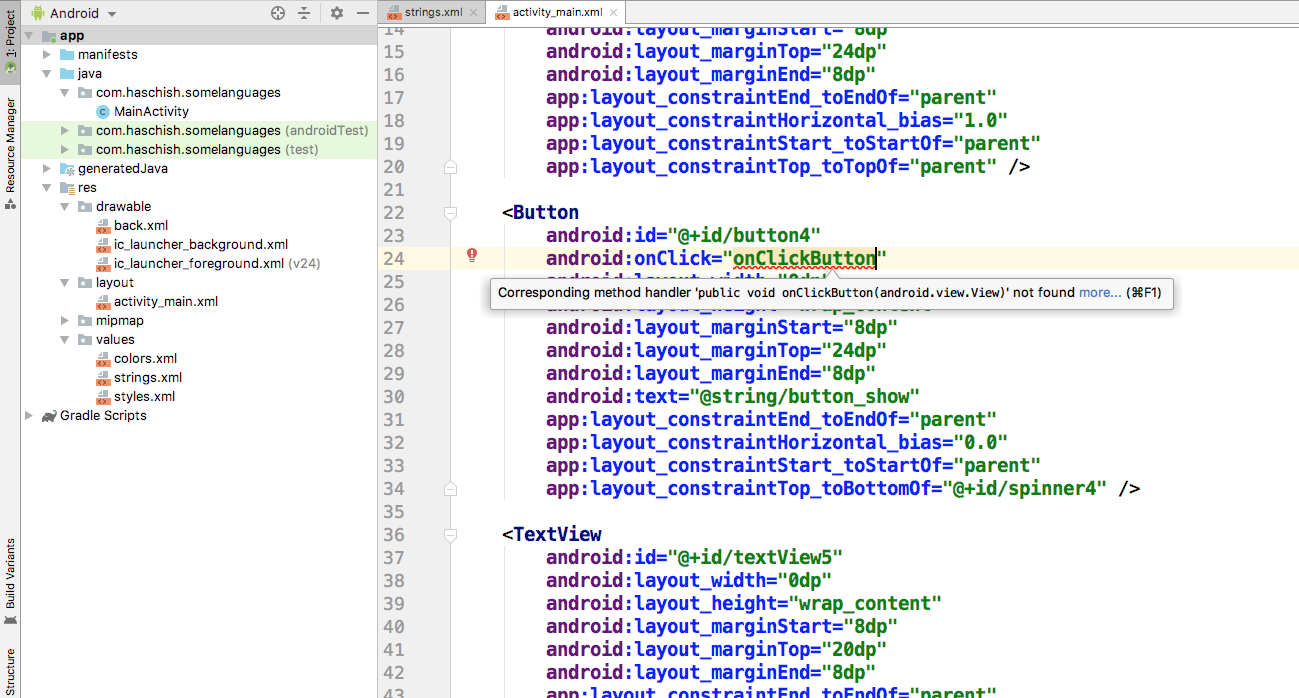 1: Project
Resource Manager
Build Variants
Structure
Android
app
manifests
java
com.haschish.somelanguages
MainActivity
com.haschish.somelanguages (androidTest)
com.haschish.somelanguages (test)
generatedJava
res
drawable
back.xml
ic_launcher_background.xml
ic_launcher_foreground.xml (v24)
layout
activity_main.xml
mipmap
values
colors.xml
strings.xml
styles.xml
Gradle Scripts
strings.xml
activity_main.xml
14 android:layout_marginStart="8dp"
15 android:layout_marginTop="24dp"
16 android:layout_marginEnd="8dp"
17 app:layout_constraintEnd_toEndOf="parent"
18 app:layout_constraintHorizontal_bias="1.0"
19 app:layout_constraintStart_toStartOf="parent"
20 app:layout_constraintTop_toTopOf="parent" />
21
22 <Button
23 android:id="@+id/button4"
24 android:onClick="onClickButton"
25 android:layout_width="0dp"
Corresponding method handler 'public void onClickButton(android.view.View)' not found more... (⌘F1)
26 android:layout_height="wrap_content"
27 android:layout_marginStart="8dp"
28 android:layout_marginTop="24dp"
29 android:layout_marginEnd="8dp"
30 android:text="@string/button_show"
31 app:layout_constraintEnd_toEndOf="parent"
32 app:layout_constraintHorizontal_bias="0.0"
33 app:layout_constraintStart_toStartOf="parent"
34 app:layout_constraintTop_toBottomOf="@+id/spinner4" />
35
36 <TextView
37 android:id="@+id/textView5"
38 android:layout_width="0dp"
39 android:layout_height="wrap_content"
40 android:layout_marginStart="8dp"
41 android:layout_marginTop="20dp"
42 android:layout_marginEnd="8dp"
43 app:layout_constraintEnd_toEndOf="parent"